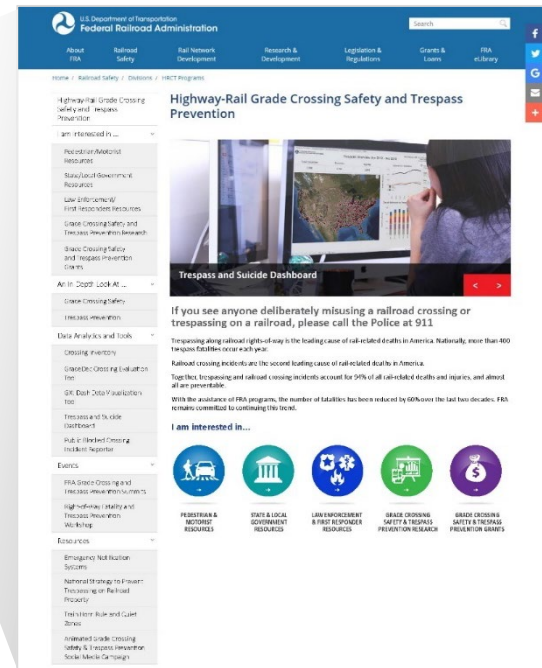 U.S. Department of Transportation
Federal Railroad Administration
Search
About
FRA
Railroad
Safety
Rail Network
Development
Research &
Development
Legislation &
Regulations
Grants &
Loans
FRA
eLibrary
Home / Railroad Safety / Divisions / HRCT Programs
Highway-Rail Grade Crossing
Safety and Trespass
Prevention
I am interested in ...
Pedestrian/Motorist
Resources
State/Local Government
Resources
Law Enforcement/
First Responders Resources
Grade Crossing Safety and
Trespass Prevention Research
Grade Crossing Safety
and Trespass Prevention
Grants
An In-Depth Look At ...
Grade Crossing Safety
Trespass Prevention
Data Analytics and Tools
Crossing Inventory
GradeDec Crossing Evaluation
Tool
GX Dash Data Visualization
Tool
Trespass and Suicide
Dashboard
Public Blocked Crossing
Incident Reporter
Events
FRA Grade Crossing and
Trespass Prevention Summits
Right-of-Way Fatality and
Trespass Prevention
Workshop
Resources
Emergency Notification
Systems
National Strategy to Prevent
Trespassing on Railroad
Property
Train Horn Rule and Quiet
Zones
Animated Grade Crossing
Safety & Trespass Prevention
Social Media Campaign
Highway-Rail Grade Crossing Safety and Trespass
Prevention
Trespass and Suicide Dashboard
If you see anyone deliberately misusing a railroad crossing or
trespassing on a railroad, please call the Police at 911
Trespassing along railroad rights-of-way is the leading cause of rail-related deaths in America. Nationally, more than 400
trespass fatalities occur each year.
Railroad crossing incidents are the second leading cause of rail-related deaths in America.
Together, trespassing and railroad crossing incidents account for 94% of all rail-related deaths and injuries, and almost
all are preventable.
With the assistance of FRA programs, the number of fatalities has been reduced by 60% over the last two decades. FRA
remains committed to continuing this trend.
I am interested in...
PEDESTRIAN &
MOTORIST
RESOURCES
STATE & LOCAL
GOVERNMENT
RESOURCES
LAW ENFORCEMENT
& FIRST RESPONDER
RESOURCES
GRADE CROSSING
SAFETY & TRESPASS
PREVENTION RESEARCH
GRADE CROSSING
SAFETY & TRESPASS
PREVENTION GRANTS